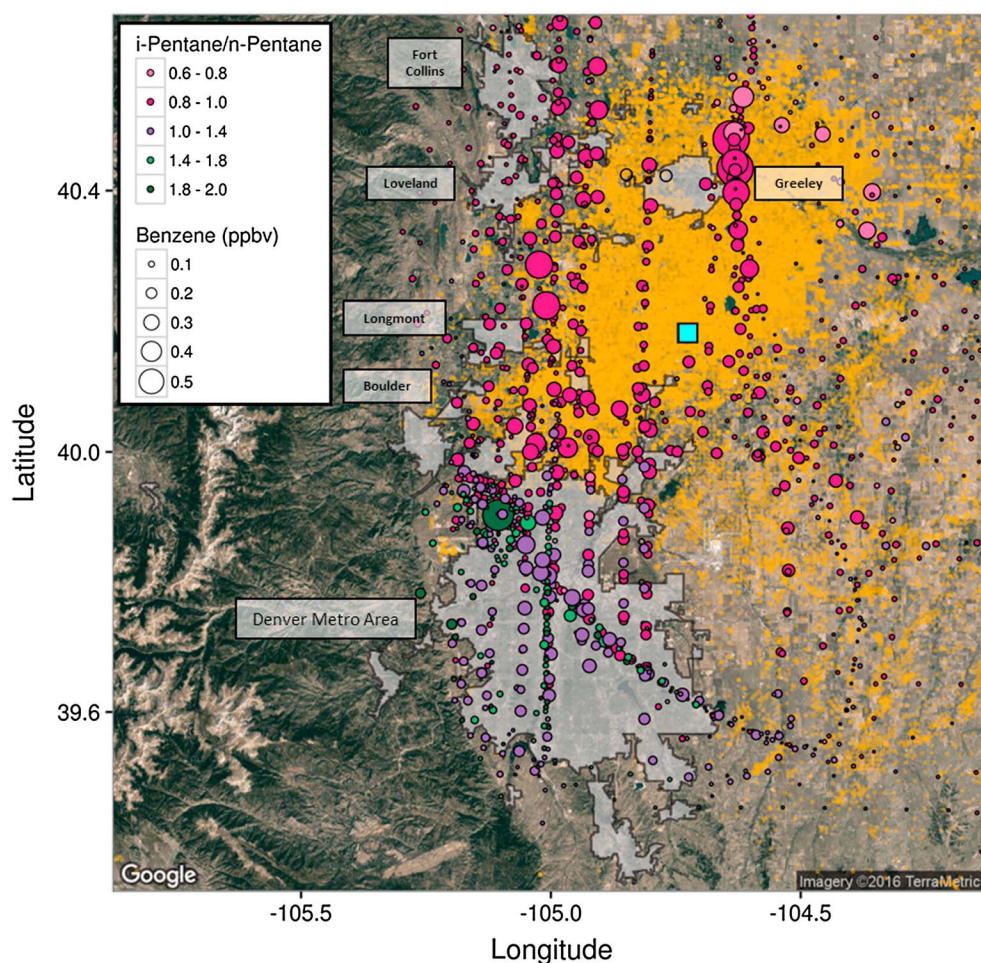 i-Pentane/n-Pentane
0.6 - 0.8
0.8 - 1.0
1.0 - 1.4
1.4 - 1.8
1.8 - 2.0
Benzene (ppbv)
0.1
0.2
0.3
0.4
0.5
Fort
Collins
Loveland
Greeley
Longmont
Boulder
Denver Metro Area
40.4
40.0
39.6
Latitude
Google
Imagery ©2016 TerraMetrics
-105.5
-105.0
-104.5
Longitude